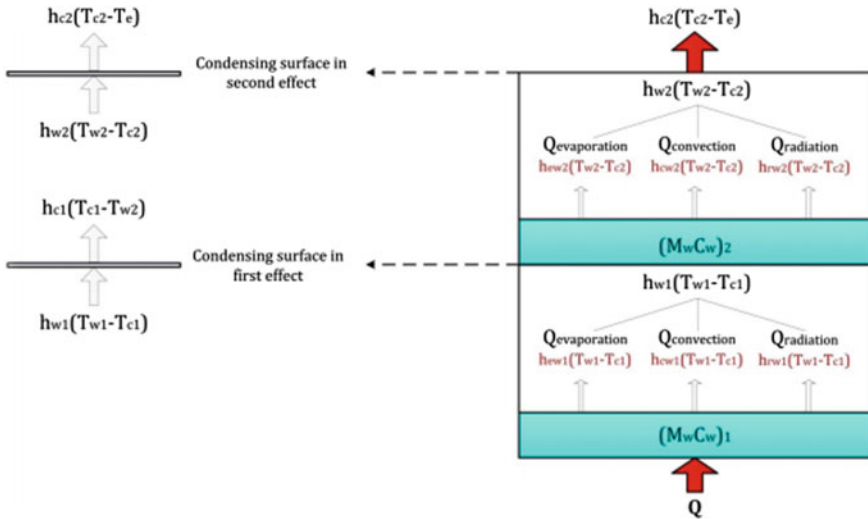 hc2(Tc2-Te)
Condensing surface in
second effect
hw2(Tw2-Tc2)
hc1(Tc1-Tw2)
Condensing surface in
first effect
hw1(Tw1-Tc1)
hc2(Tc2-Te)
hw2(Tw2-Tc2)
Qevaporation Qconvection Qradiation
hew2(Tw2-Tc2) hcw2(Tw2-Tc2) hrw2(Tw2-Tc2)
(MwCw)2
hw1(Tw1-Tc1)
Qevaporation Qconvection Qradiation
hew1(Tw1-Tc1) hcw1(Tw1-Tc1) hrw1(Tw1-Tc1)
(MwCw)1
Q